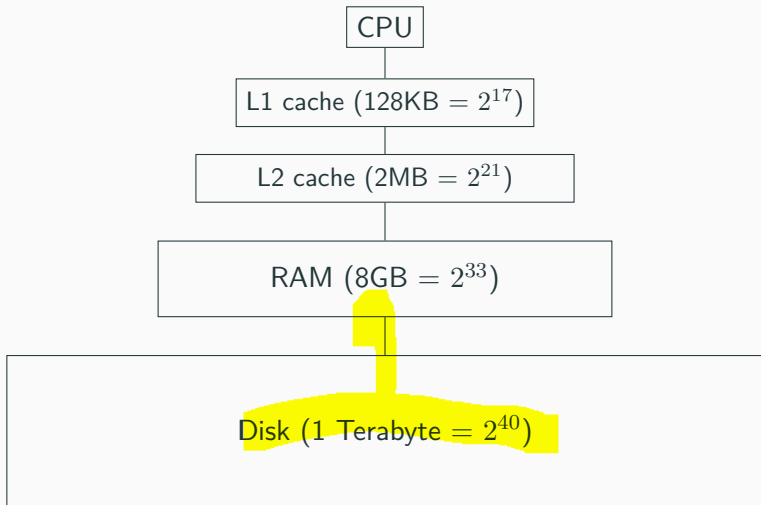 CPU
L1 cache (128KB = 2^17)
L2 cache (2MB = 2^21)
RAM (8GB = 2^33)
Disk (1 Terabyte = 2^40)